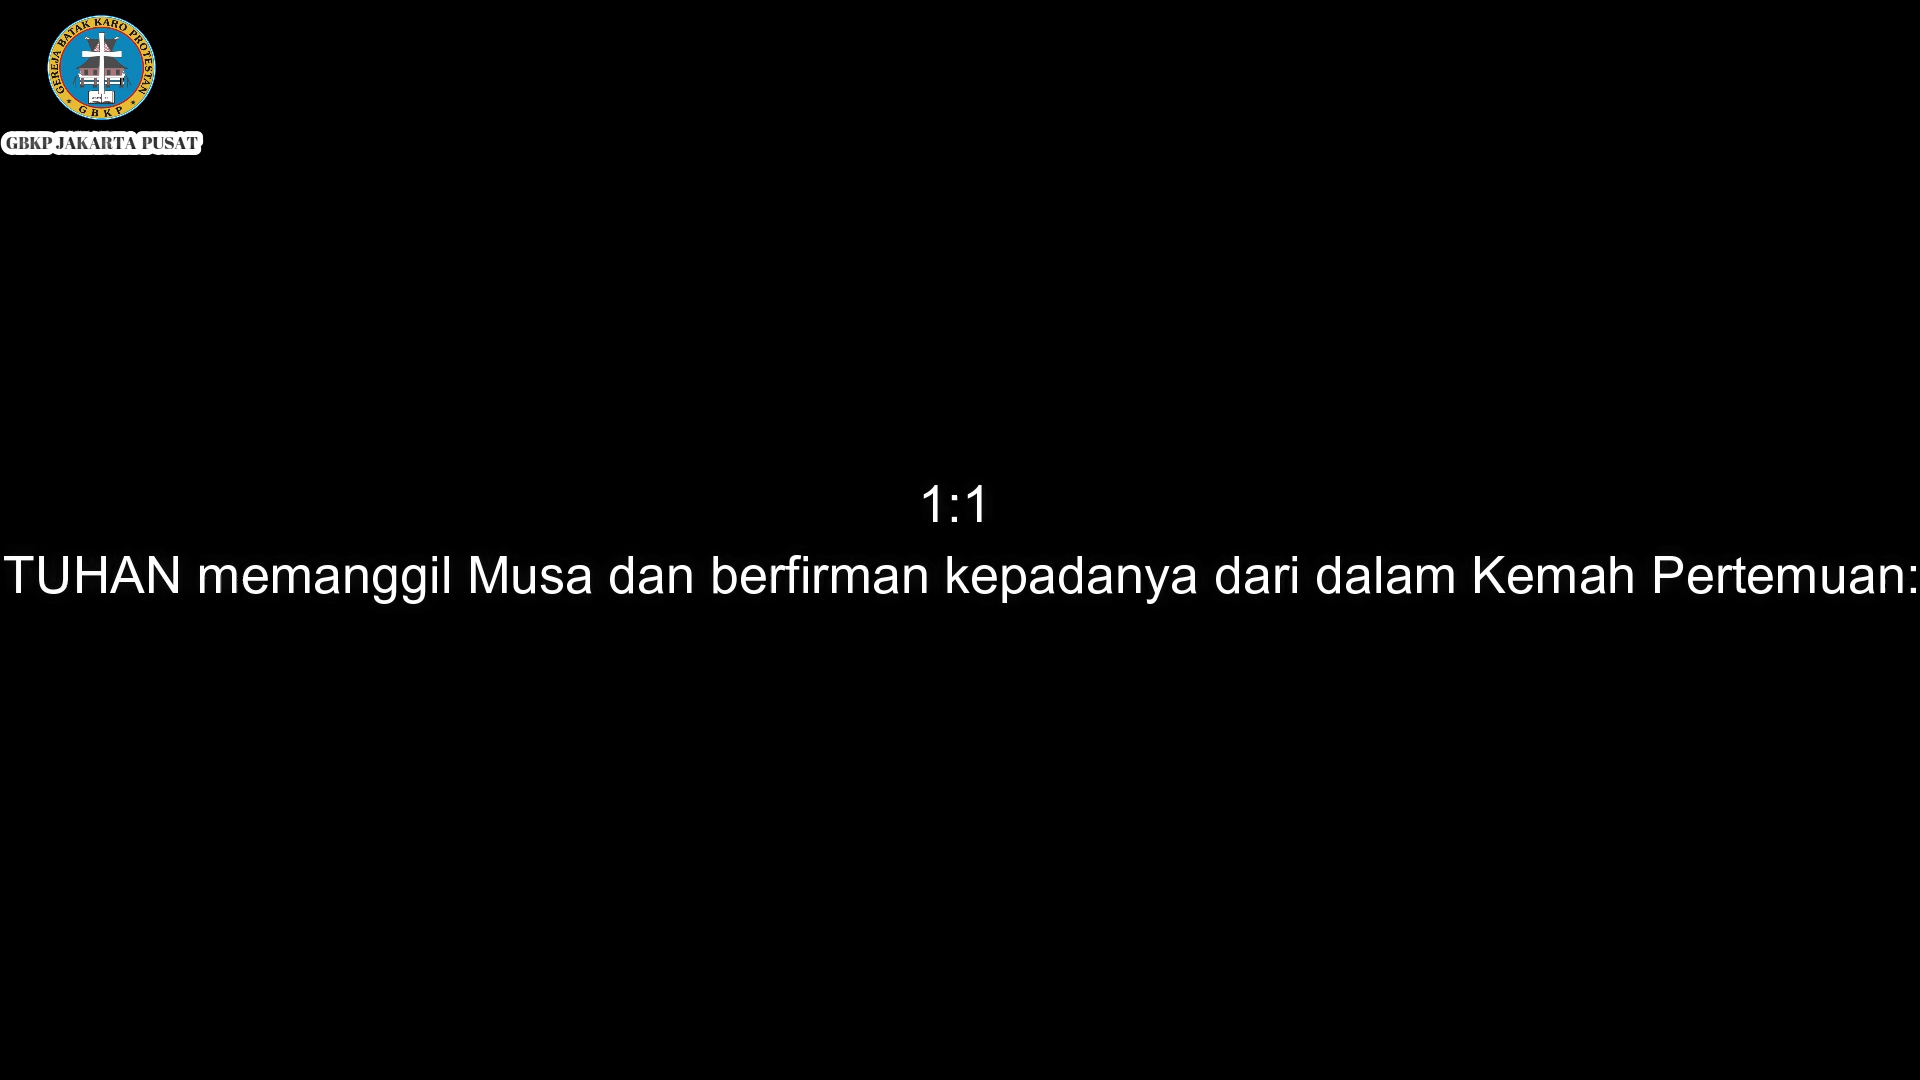 GEREJA BATAK KARO PROTESTAN
GBKP
GBKP JAKARTA PUSAT
1:1
TUHAN memanggil Musa dan berfirman kepadanya dari dalam Kemah Pertemuan: